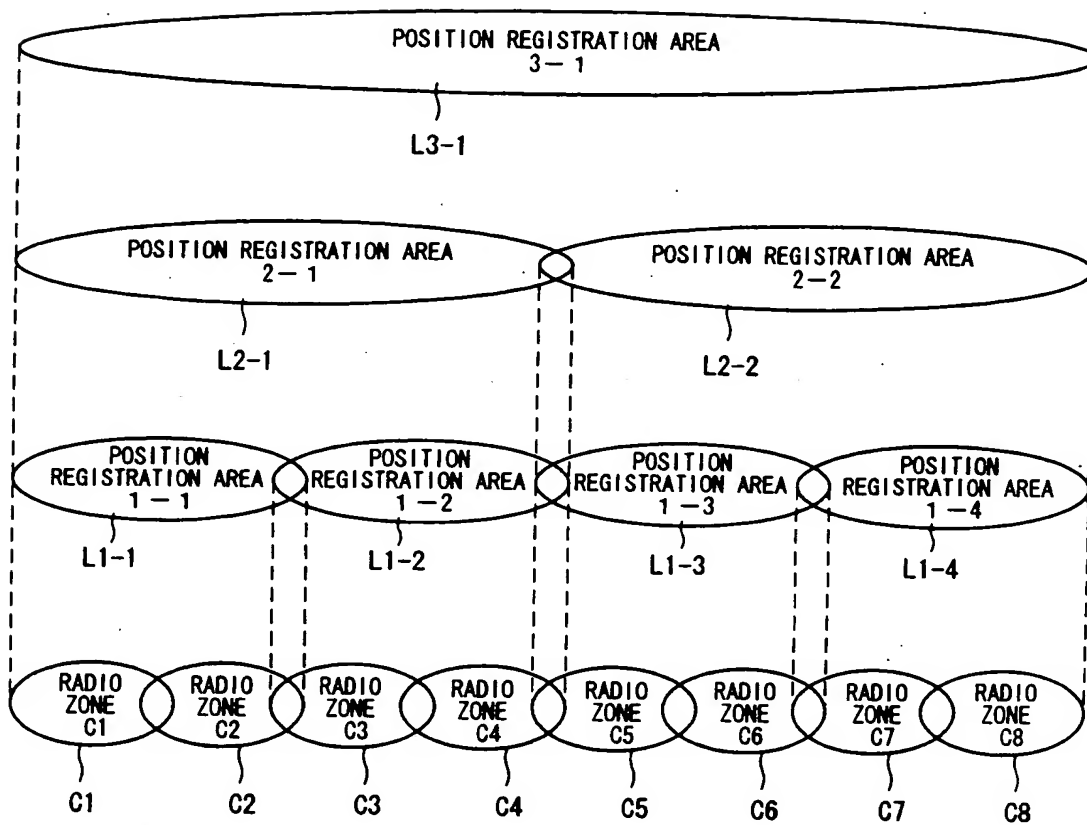 POSITION REGISTRATION AREA
3-1
L3-1
POSITION REGISTRATION AREA
2-1
POSITION REGISTRATION AREA
2-2
L2-1
L2-2
POSITION
REGISTRATION AREA
1-1
POSITION
REGISTRATION AREA
1-2
POSITION
REGISTRATION AREA
1-3
POSITION
REGISTRATION AREA
1-4
L1-1
L1-2
L1-3
L1-4
RADIO
ZONE
C1
RADIO
ZONE
C2
RADIO
ZONE
C3
RADIO
ZONE
C4
RADIO
ZONE
C5
RADIO
ZONE
C6
RADIO
ZONE
C7
RADIO
ZONE
C8
C1
C2
C3
C4
C5
C6
C7
C8